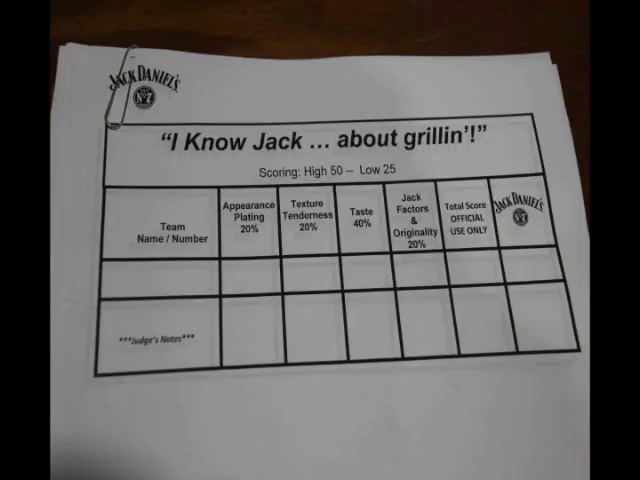 JACK DANIEL'S
"I Know Jack ... about grillin'!"
Scoring: High 50 – Low 25
Team
Name / Number
Appearance
Plating
20%
Texture
Tenderness
20%
Taste
40%
Jack
Factors
&
Originality
20%
Total Score
OFFICIAL
USE ONLY
JACK DANIEL'S
***Judge's Notes***